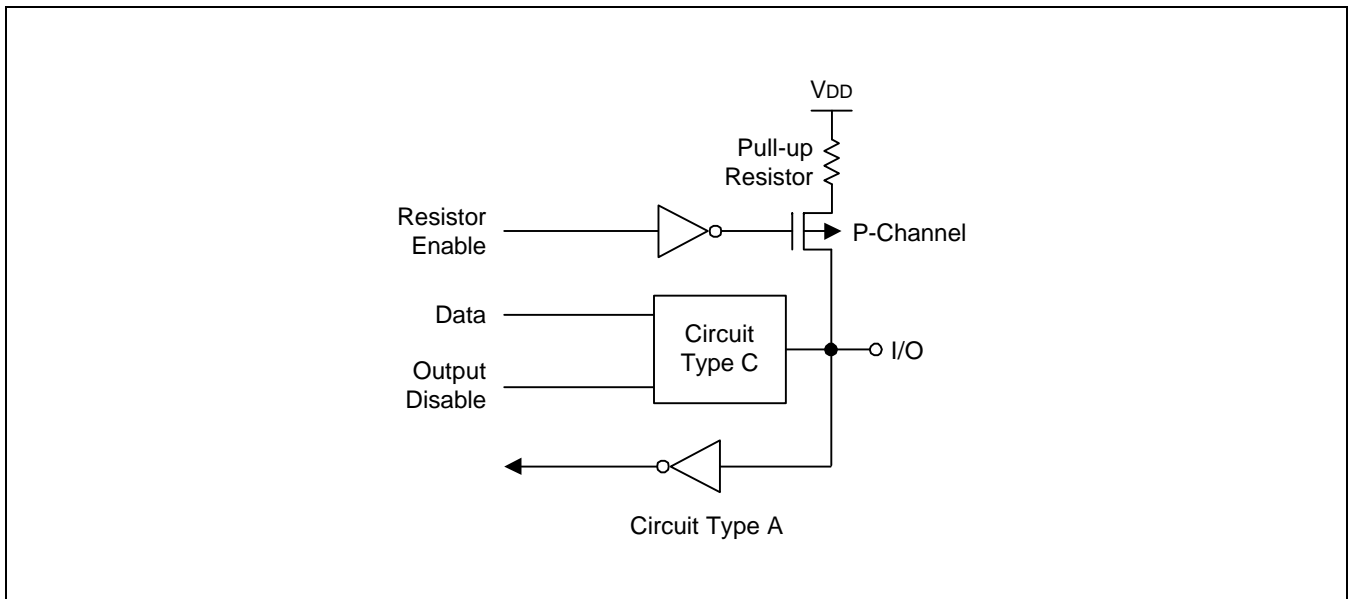 VDD
Pull-up
Resistor
Resistor
Enable
P-Channel
Data
Circuit
Type C
I/O
Output
Disable
Circuit Type A